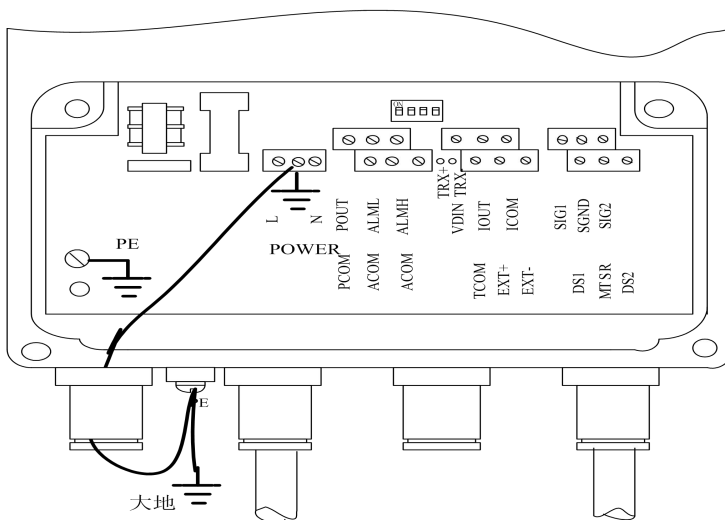 ON
TRX+
TRX
L
N
POWER
POUT
ALML
ALMH
VDIN
IOUT
ICOM
SIG1
SGND
SIG2
PE
PCOM
ACOM
ACOM
TCOM
EXT+
EXT-
DS1
MTSR
DS2
PE
大地